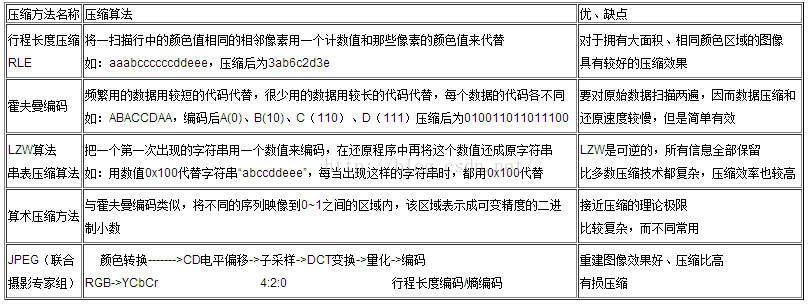 压缩方法名称 压缩算法 优、缺点
行程长度压缩 将一扫描行中的颜色值相同的相邻像素用一个计数值和那些像素的颜色值来代替 对于拥有大面积、相同颜色区域的图像
RLE 如：aaabccccccddeee，压缩后为3ab6c2d3e 具有较好的压缩效果
霍夫曼编码 频繁用的数据用较短的代码代替，很少用的数据用较长的代码代替，每个数据的代码各不同 要对原始数据扫描两遍，因而数据压缩和
如：ABACCDAA，编码后A(0)、B(10)、C（110）、D（111）压缩后为010011011011100 还原速度较慢，但是简单有效
LZW算法 把一个第一次出现的字符串用一个数值来编码，在还原程序中再将这个数值还成原字符串 LZW是可逆的，所有信息全部保留
串表压缩算法 如：用数值0x100代替字符串“abccddeee”，每当出现这样的字符串时，都用0x100代替 比多数压缩技术都复杂，压缩效率也较高
算术压缩方法 与霍夫曼编码类似，将不同的序列映像到0~1之间的区域内，该区域表示成可变精度的二进 接近压缩的理论极限
制小数 比较复杂，而不同常用
JPEG（联合 颜色转换------->CD电平偏移->子采样->DCT变换->量化->编码 重建图像效果好、压缩比高
摄影专家组） RGB->YCbCr 4:2:0 行程长度编码/熵编码 有损压缩